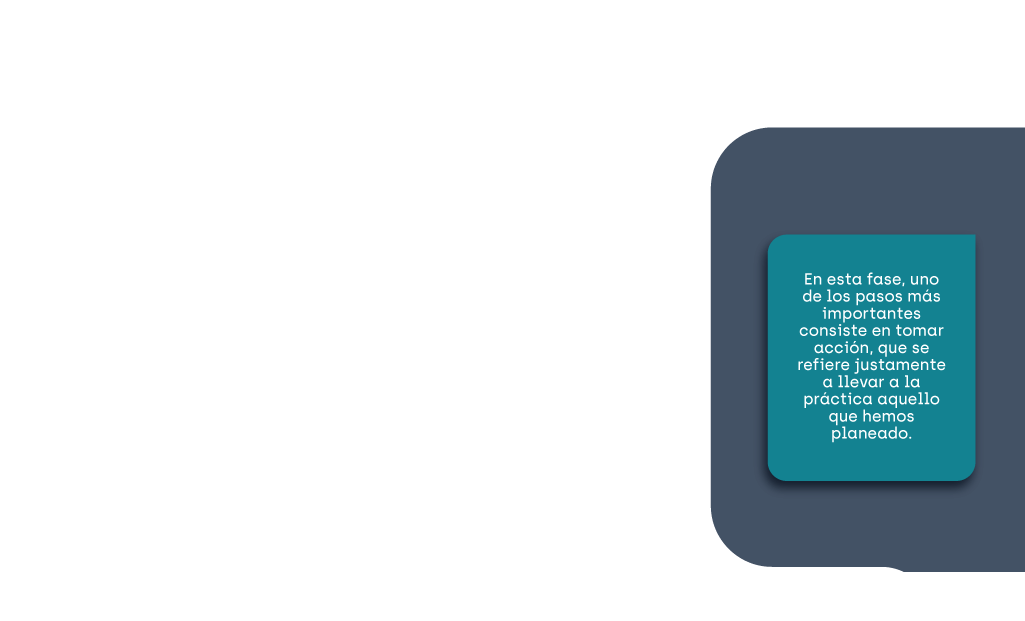 En esta fase, uno
de los pasos más
importantes
consiste en tomar
acción, que se
refiere justamente
a llevar a la
práctica aquello
que hemos
planeado.